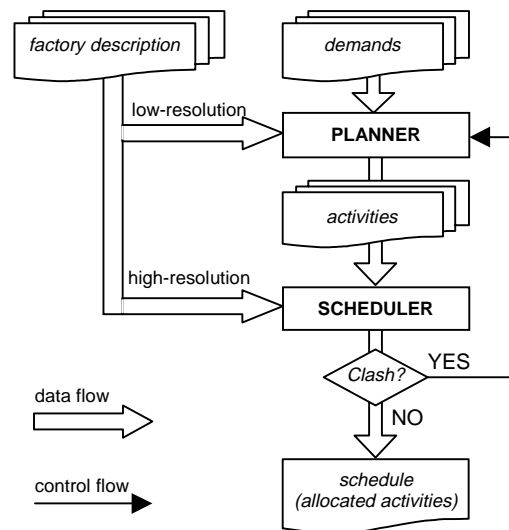 factory description
demands
low-resolution
PLANNER
activities
high-resolution
SCHEDULER
Clash?
YES
data flow
NO
control flow
schedule
(allocated activities)